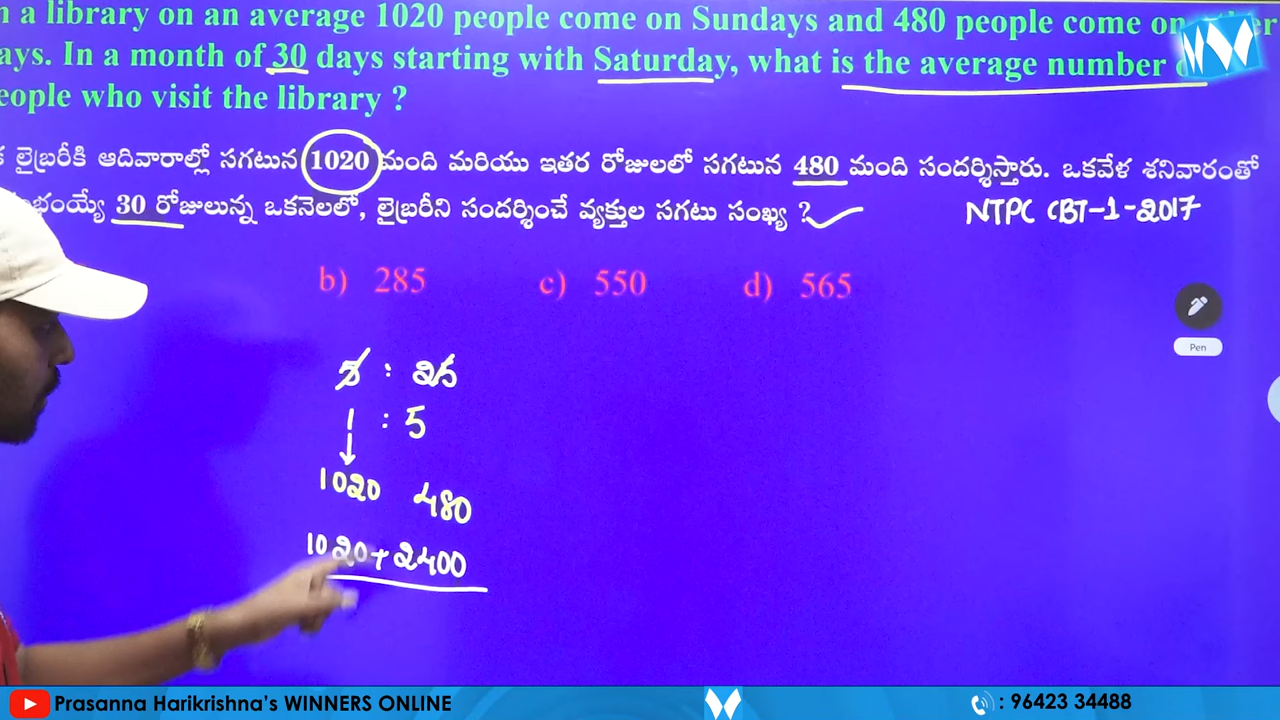 a library on an average 1020 people come on Sundays and 480 people come on
ays. In a month of 30 days starting with Saturday, what is the average number
eople who visit the library ?
లైబ్రరీకి ఆదివారాల్లో సగటున 1020 మంది మరియు ఇతర రోజులలో సగటున 480 మంది సందర్శిస్తారు. ఒకవేళ శనివారంతో
భంయ్యే 30 రోజులున్న ఒకనెలలో, లైబ్రరీని సందర్శించే వ్యక్తుల సగటు సంఖ్య ?
NTPC CBT-1-2017
b) 285 c) 550 d) 565
5 : 25
1 : 5
1020 480
1020+2400
Pen
Prasanna Harikrishna's WINNERS ONLINE
: 96423 34488